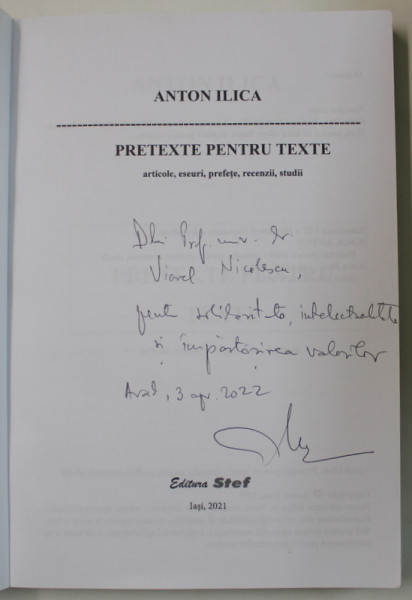 ANTON ILICA
PRETEXTE PENTRU TEXTE
articole, eseuri, prefețe, recenzii, studii
Dlui Prof. univ. dr
Viorel Nicolescu,
pentru intelectualitate
și împărtășirea valorilor
Arad, 3 apr. 2022
Editura Stef
Iași, 2021